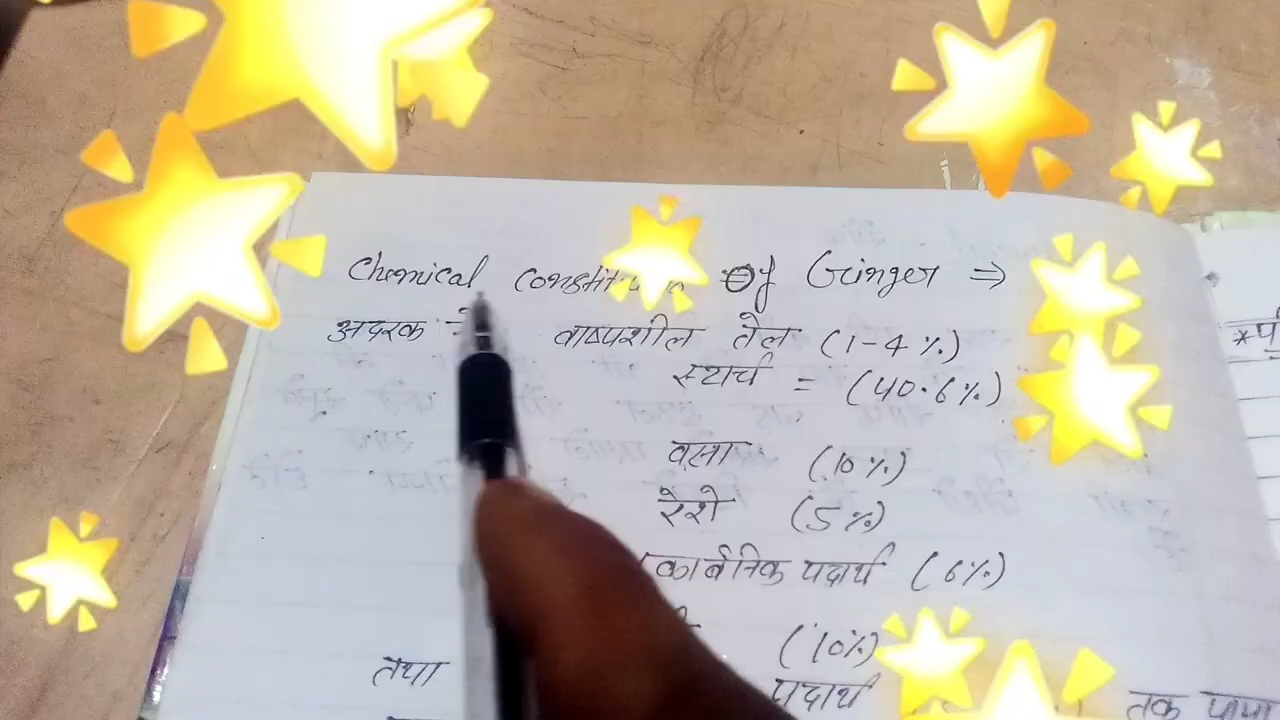 Chemical of Ginger ⇒
अदरक वाष्पशील तेल (1-4%)
स्टार्च = (40.6%)
वसा (10%)
रेशे (5%)
कार्बनिक पदार्थ (6%)
(10%)
तथा पदार्थ तक पाया
*